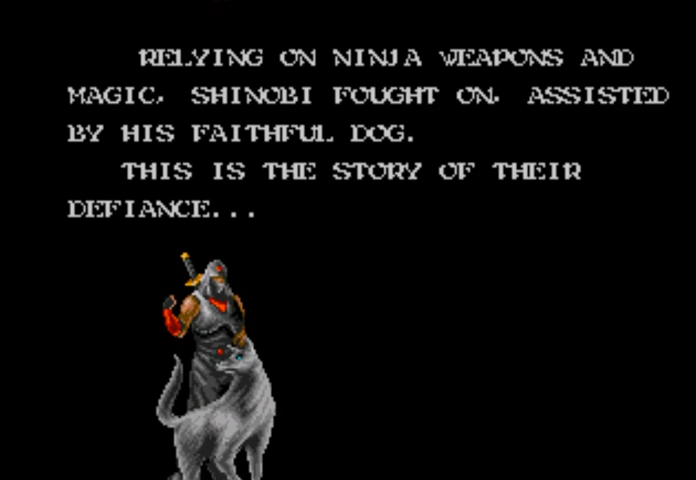 RELYING ON NINJA WEAPONS AND
MAGIC, SHINOBI FOUGHT ON, ASSISTED
BY HIS FAITHFUL DOG.
THIS IS THE STORY OF THEIR
DEFIANCE...